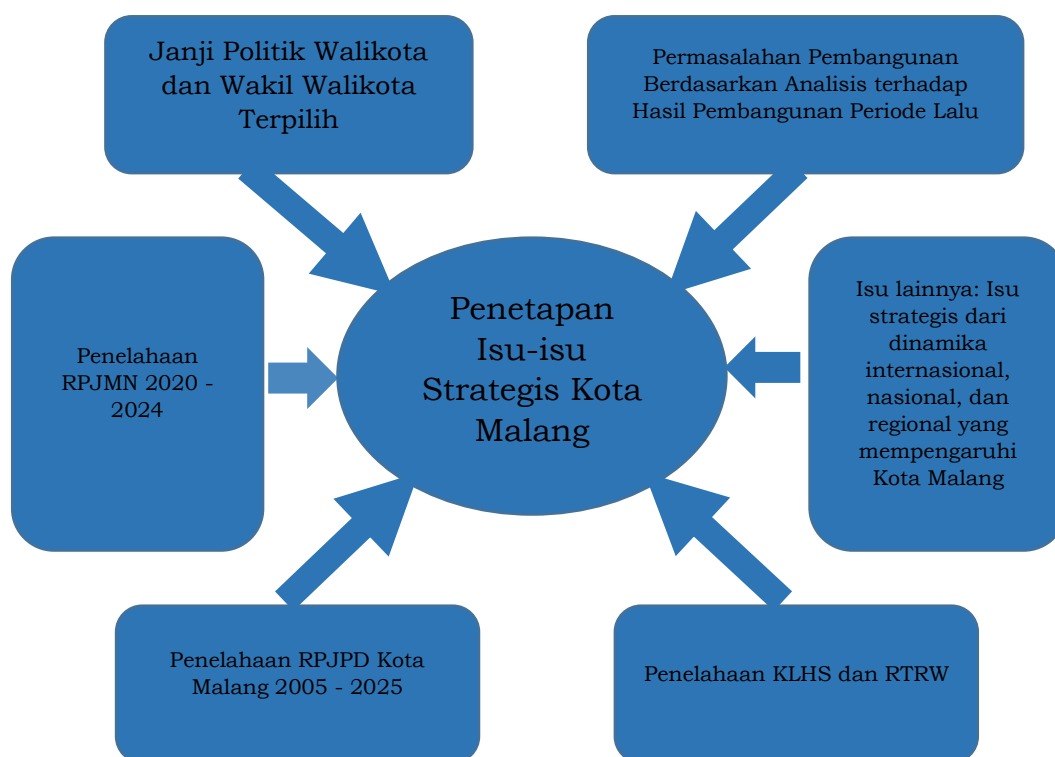 Janji Politik Walikota
dan Wakil Walikota
Terpilih
Permasalahan Pembangunan
Berdasarkan Analisis terhadap
Hasil Pembangunan Periode Lalu
Penelahaan
RPJMN 2020 -
2024
Penetapan
Isu-isu
Strategis Kota
Malang
Isu lainnya: Isu
strategis dari
dinamika
internasional,
nasional, dan
regional yang
mempengaruhi
Kota Malang
Penelahaan RPJPD Kota
Malang 2005 - 2025
Penelahaan KLHS dan RTRW